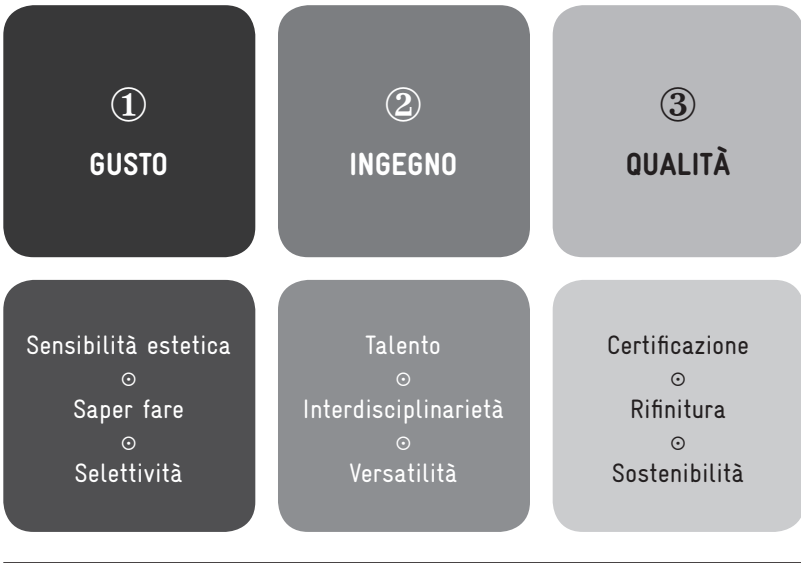 ①
GUSTO
Sensibilità estetica
⊙
Saper fare
⊙
Selettività
②
INGEGNO
Talento
⊙
Interdisciplinarietà
⊙
Versatilità
③
QUALITÀ
Certificazione
⊙
Rifinitura
⊙
Sostenibilità